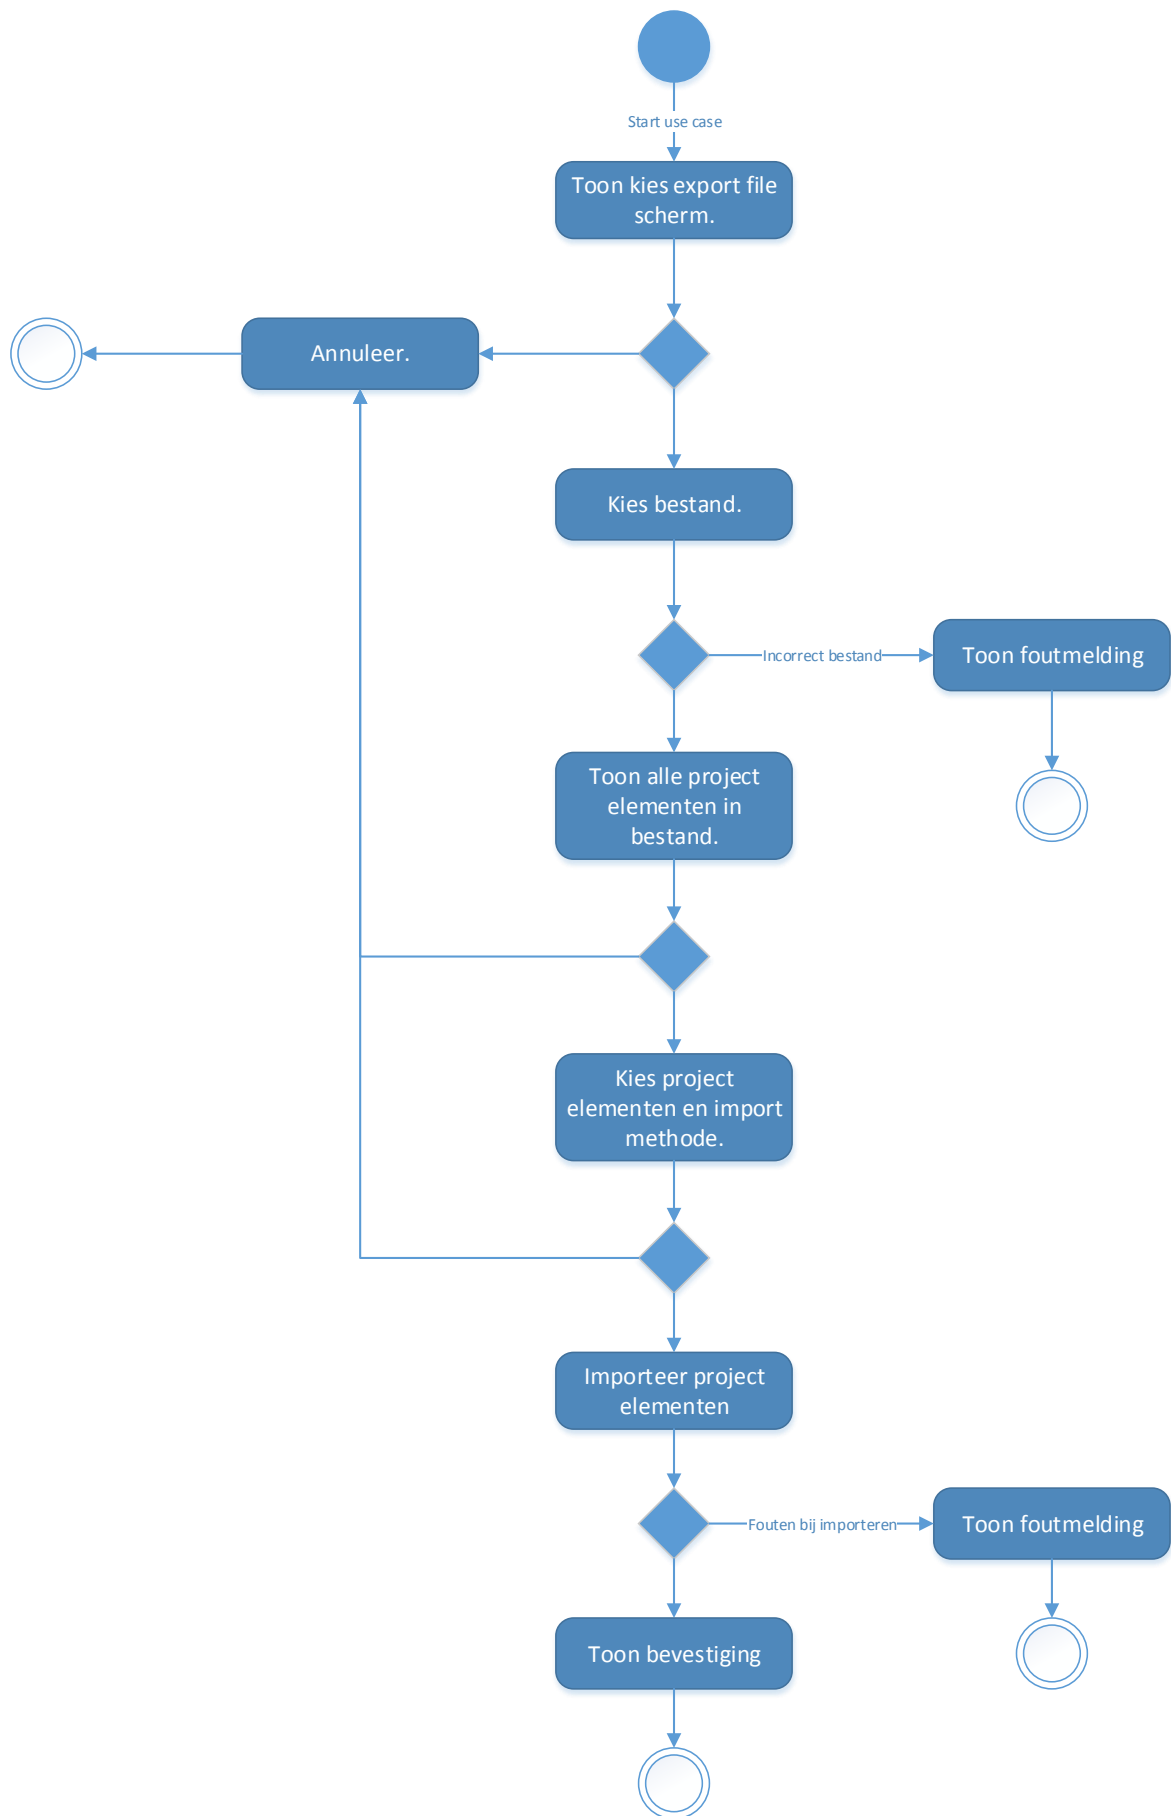 Start use case
Toon kies export file
scherm.
Annuleer.
Kies bestand.
Incorrect bestand
Toon foutmelding
Toon alle project
elementen in
bestand.
Kies project
elementen en import
methode.
Importeer project
elementen
Fouten bij importeren
Toon foutmelding
Toon bevestiging